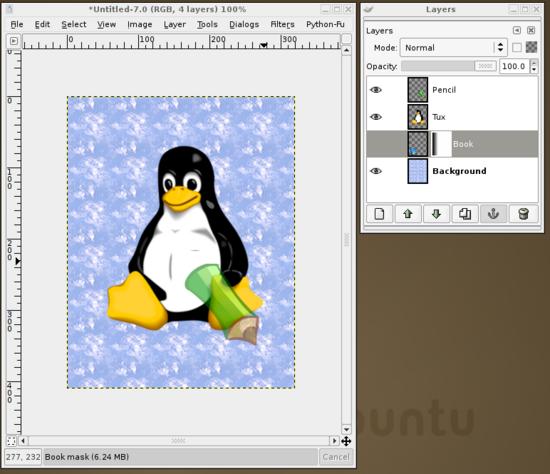 *Untitled-7.0 (RGB, 4 layers) 100%
File Edit Select View Image Layer Tools Dialogs Filters Python-Fu
0 100 200 300
0
100
200
300
400
277, 232 Book mask (6.24 MB) Cancel
Layers
Layers
Mode: Normal
Opacity: 100.0
Pencil
Tux
Book
Background
buntu